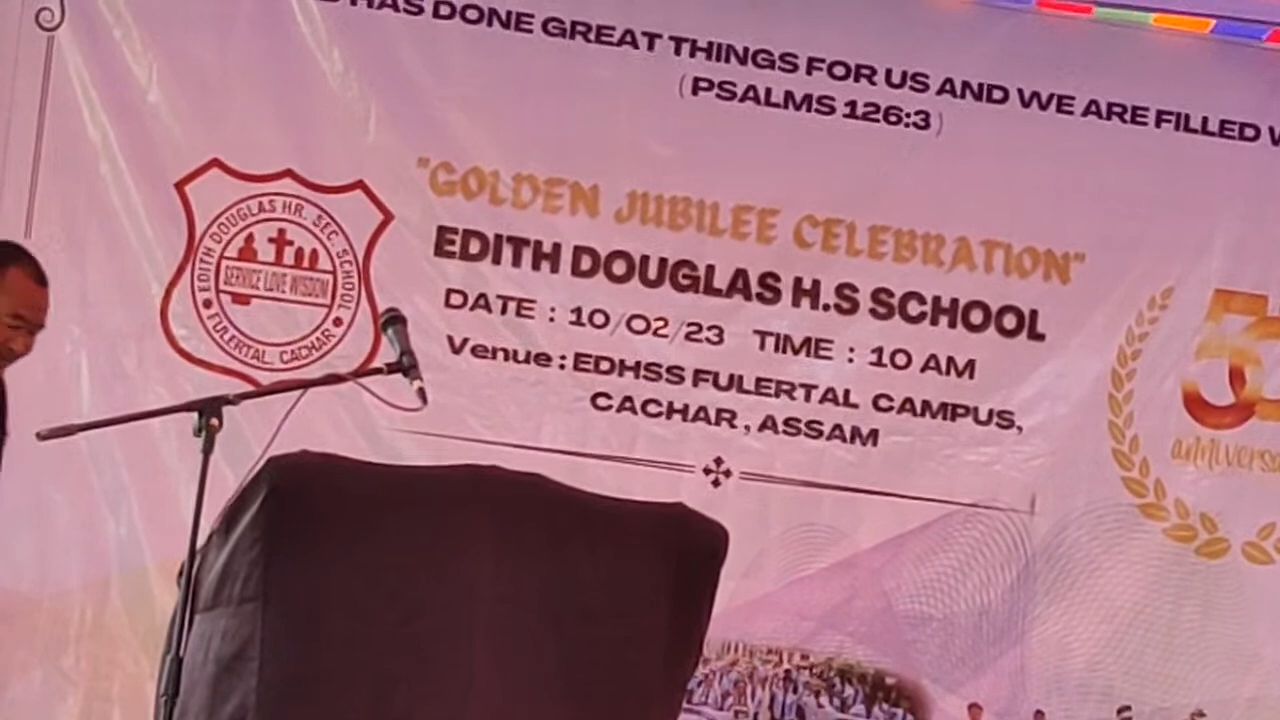 HAS DONE GREAT THINGS FOR US AND WE ARE FILLED
(PSALMS 126:3)
"GOLDEN JUBILEE CELEBRATION"
EDITH DOUGLAS H.S SCHOOL
DATE : 10/02/23 TIME : 10 AM
Venue : EDHSS FULERTAL CAMPUS,
CACHAR, ASSAM
EDITH DOUGLAS HR. SEC. SCHOOL
SERVICE LOVE WISDOM
FULERTAL, CACHAR
50